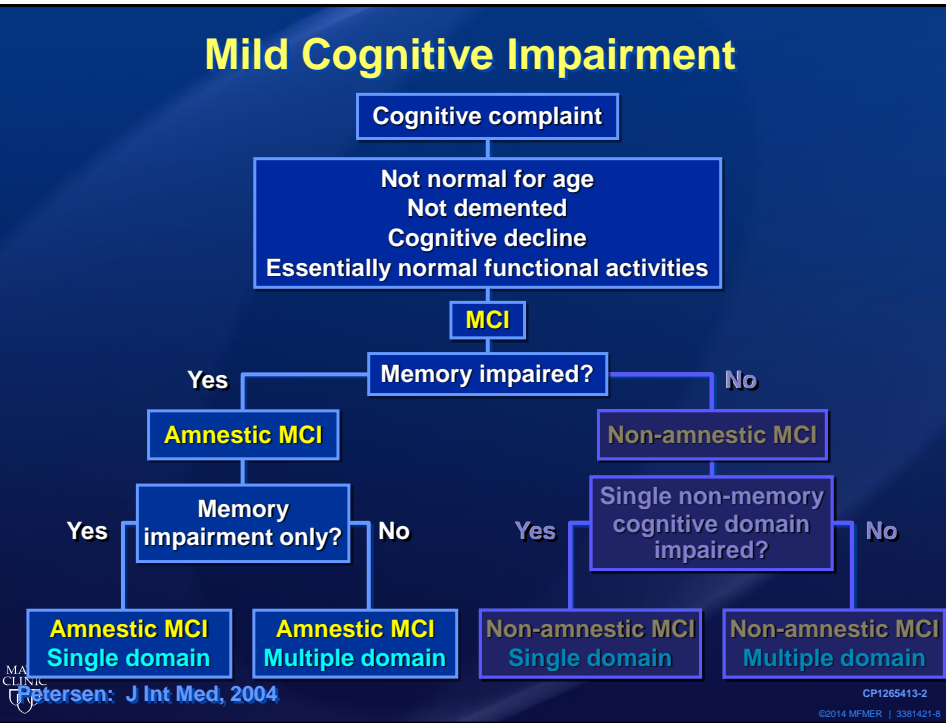 Mild Cognitive Impairment
Cognitive complaint
Not normal for age
Not demented
Cognitive decline
Essentially normal functional activities
MCI
Memory impaired?
Yes
No
Amnestic MCI
Non-amnestic MCI
Memory
impairment only?
Yes
No
Single non-memory
cognitive domain
impaired?
Yes
No
Amnestic MCI
Single domain
Amnestic MCI
Multiple domain
Non-amnestic MCI
Single domain
Non-amnestic MCI
Multiple domain
MA
CLINIC
Petersen: J Int Med, 2004
CP1265413-2
©2014 MFMER | 3381421-8